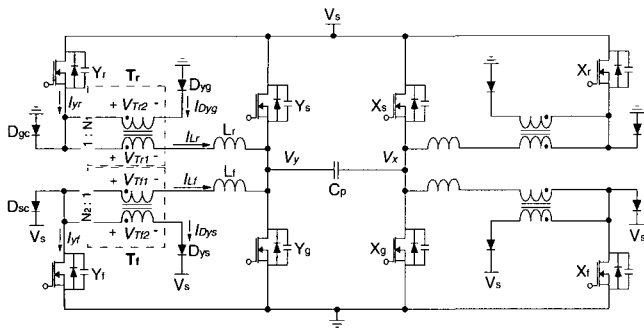 Vs
Yr
Iyr
Tr
+ VTr2 -
Dyg
IDyg
Ys
Xs
Xr
Dgc
1 : N1
+ VTr1 -
ILr
Lr
Vy
Vx
Cp
Dsc
Vs
N2 : 1
+ VTf1 -
ILf
Lf
Iyf
+ VTf2 -
IDys
Dys
Vs
Yf
Tf
Yg
Xg
Vs
Vs
Xf